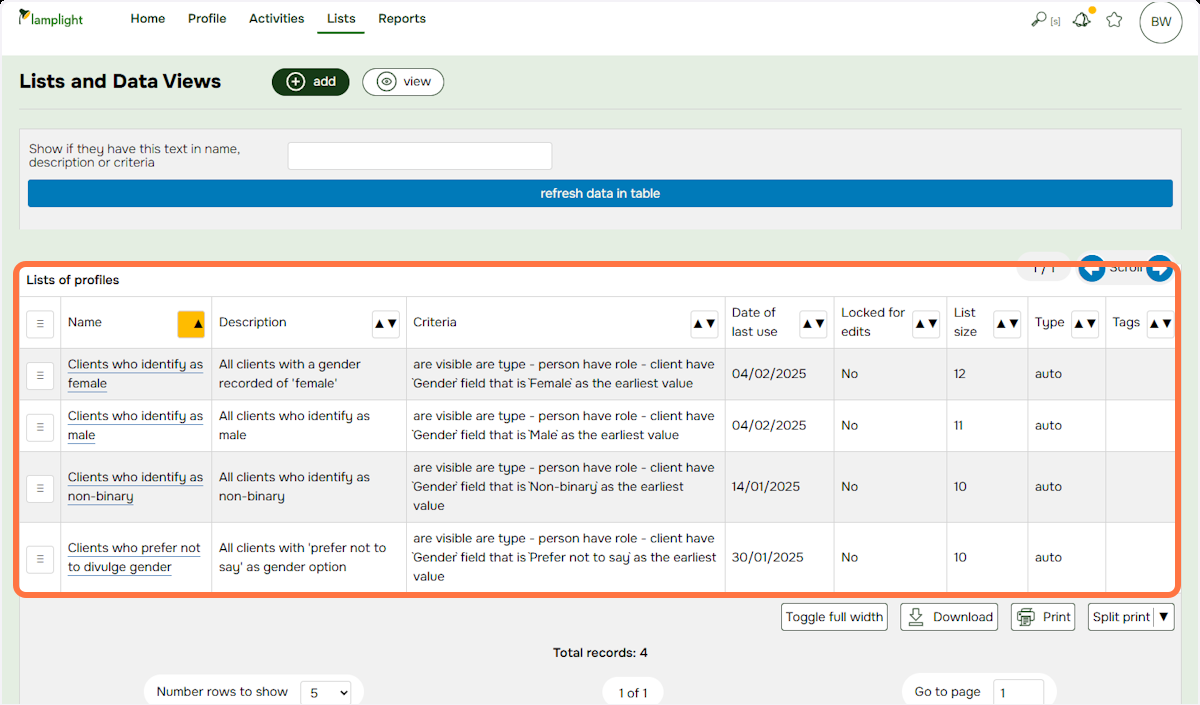 lamplight
Home Profile Activities Lists Reports
[s]
BW
Lists and Data Views
add
view
Show if they have this text in name,
description or criteria
refresh data in table
1 / 1
Scroll
Lists of profiles
Name Description Criteria Date of last use Locked for edits List size Type Tags
Clients who identify as female
All clients with a gender recorded of 'female'
are visible are type - person have role - client have
'Gender' field that is 'Female' as the earliest value
04/02/2025 No 12 auto
Clients who identify as male
All clients who identify as male
are visible are type - person have role - client have
'Gender' field that is 'Male' as the earliest value
04/02/2025 No 11 auto
Clients who identify as non-binary
All clients who identify as non-binary
are visible are type - person have role - client have
'Gender' field that is 'Non-binary' as the earliest
value
14/01/2025 No 10 auto
Clients who prefer not to divulge gender
All clients with 'prefer not to say' as gender option
are visible are type - person have role - client have
'Gender' field that is 'Prefer not to say' as the earliest
value
30/01/2025 No 10 auto
Toggle full width Download Print Split print
Total records: 4
Number rows to show 5
1 of 1
Go to page 1